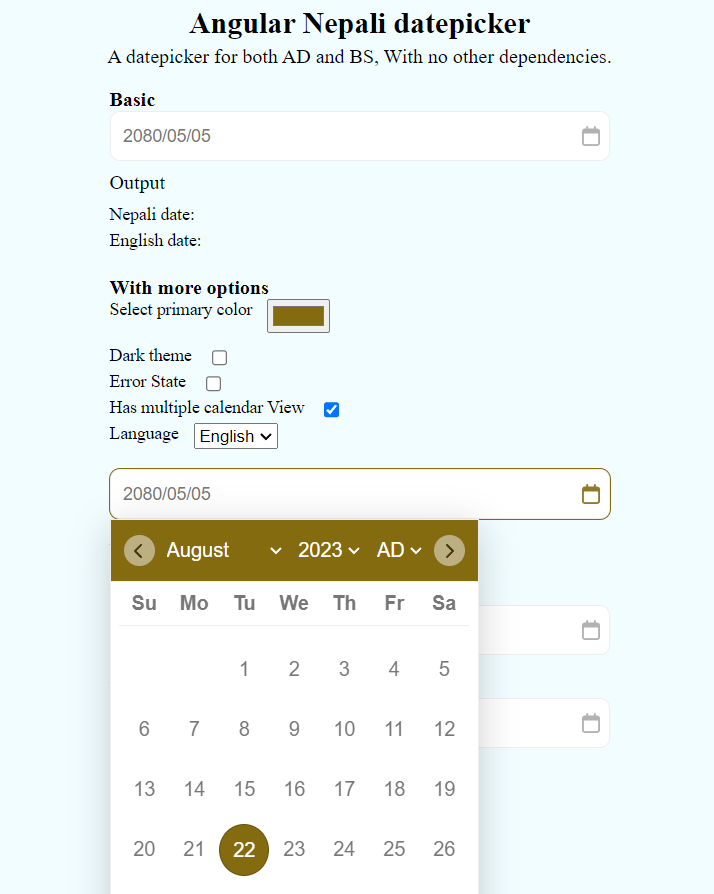 Angular Nepali datepicker
A datepicker for both AD and BS, With no other dependencies.
Basic
2080/05/05
Output
Nepali date:
English date:
With more options
Select primary color
Dark theme
Error State
Has multiple calendar View
Language English
2080/05/05
August 2023 AD
Su Mo Tu We Th Fr Sa
1 2 3 4 5
6 7 8 9 10 11 12
13 14 15 16 17 18 19
20 21 22 23 24 25 26